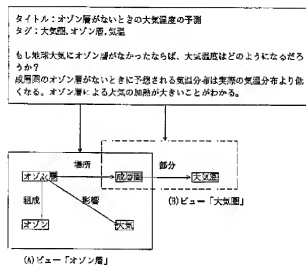 タイトル：オゾン層がないときの大気温度の予測
タグ：大気圏，オゾン層，気温
もし地球大気にオゾン層がなかったならば、大気温度はどのようになるだろ
うか？
成層圏のオゾン層がないときに予想される気温分布は実際の気温分布より低
くなる。オゾン層による大気の加熱が大きいことがわかる。
場所
部分
オゾン層
成層圏
大気圏
組成
影響
(B)ビュー「大気圏」
オゾン
大気
(A)ビュー「オゾン層」